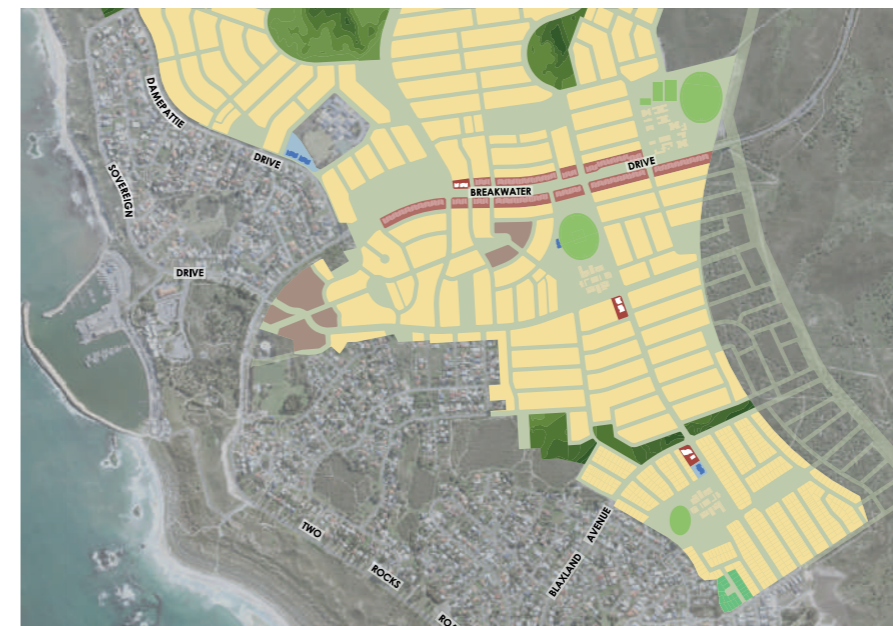 DAMEPATTIE
DRIVE
SOVEREIGN
DRIVE
BREAKWATER
DRIVE
TWO
ROCKS
BLAXLAND
AVENUE